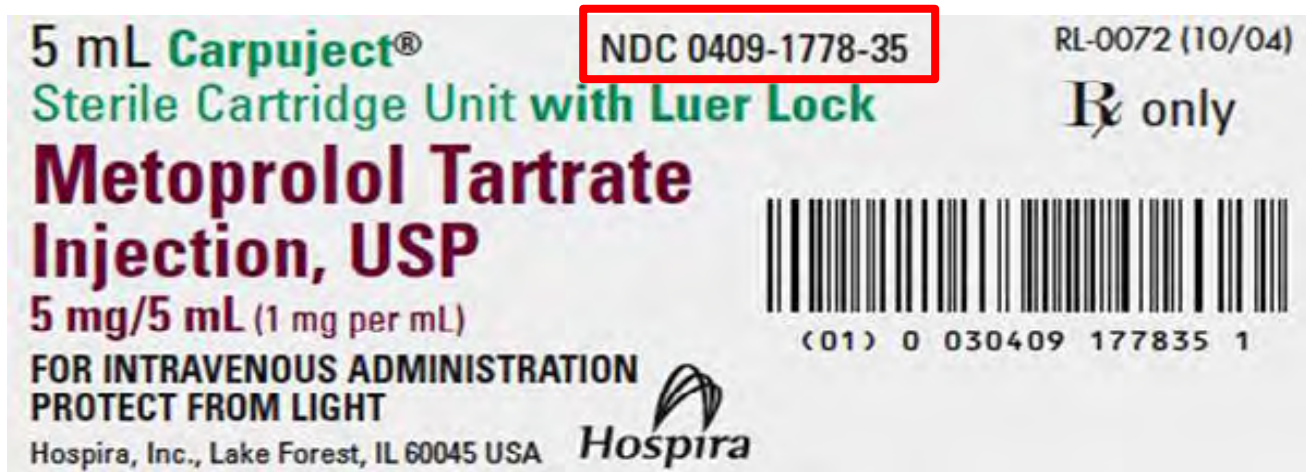 5 mL Carpuject®
NDC 0409-1778-35
RL-0072 (10/04)
Sterile Cartridge Unit with Luer Lock
Rx only
Metoprolol Tartrate
Injection, USP
5 mg/5 mL (1 mg per mL)
(01) 0 030409 177835 1
FOR INTRAVENOUS ADMINISTRATION
PROTECT FROM LIGHT
Hospira, Inc., Lake Forest, IL 60045 USA
Hospira